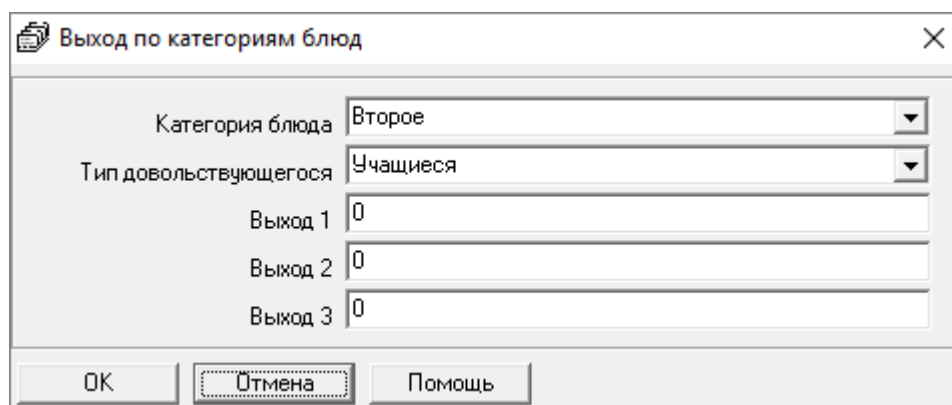 Выход по категориям блюд
Категория блюда Второе
Тип довольствующегося Учащиеся
Выход 1 0
Выход 2 0
Выход 3 0
OK Отмена Помощь